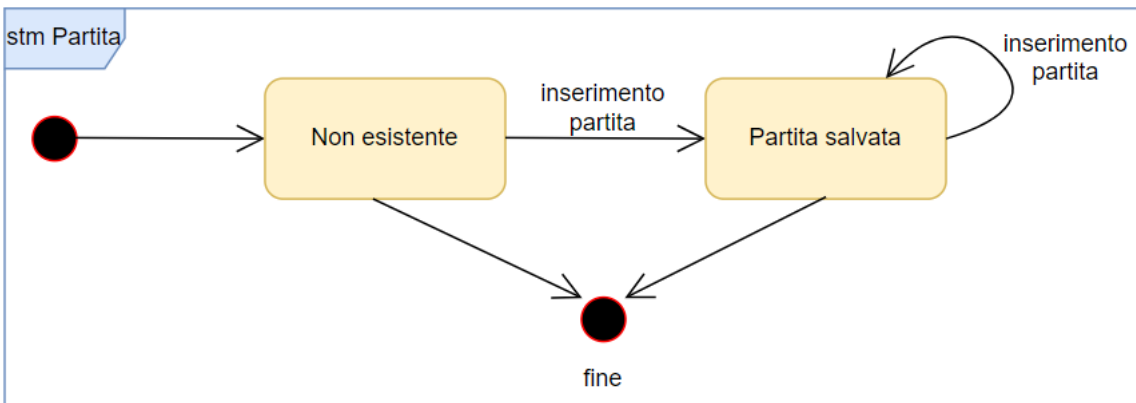 stm Partita
inserimento
partita
inserimento
partita
Non esistente
Partita salvata
fine